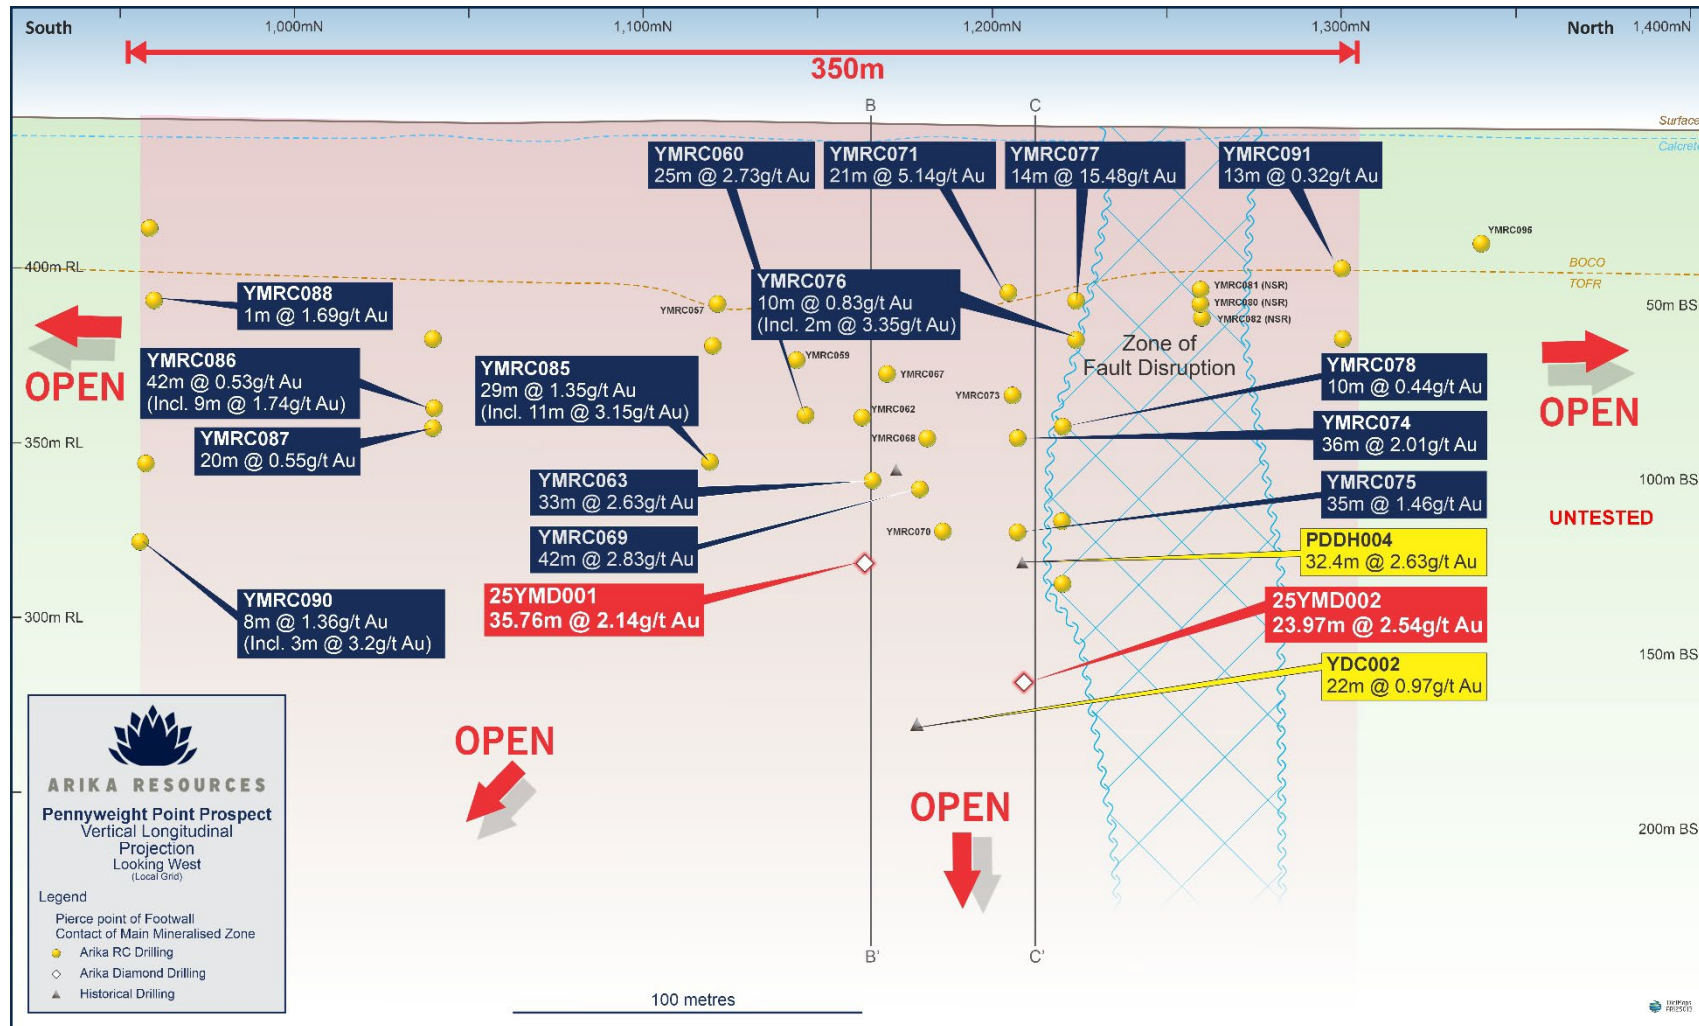 South
1,000mN
1,100mN
1,200mN
1,300mN
North
1,400mN
350m
B
C
Surface
Calcrete
YMRC060
25m @ 2.73g/t Au
YMRC071
21m @ 5.14g/t Au
YMRC077
14m @ 15.48g/t Au
YMRC091
13m @ 0.32g/t Au
YMRC095
400m RL
BOCO
TOFR
YMRC088
1m @ 1.69g/t Au
YMRC057
YMRC076
10m @ 0.83g/t Au
(Incl. 2m @ 3.35g/t Au)
YMRC081 (NSR)
YMRC080 (NSR)
YMRC082 (NSR)
50m BS
Zone of
Fault Disruption
OPEN
YMRC086
42m @ 0.53g/t Au
(Incl. 9m @ 1.74g/t Au)
YMRC085
29m @ 1.35g/t Au
(Incl. 11m @ 3.15g/t Au)
YMRC059
YMRC067
YMRC073
YMRC062
YMRC068
YMRC078
10m @ 0.44g/t Au
OPEN
YMRC087
20m @ 0.55g/t Au
350m RL
YMRC074
36m @ 2.01g/t Au
YMRC063
33m @ 2.63g/t Au
YMRC075
35m @ 1.46g/t Au
100m BS
UNTESTED
YMRC069
42m @ 2.83g/t Au
YMRC070
PDDH004
32.4m @ 2.63g/t Au
25YMD001
35.76m @ 2.14g/t Au
25YMD002
23.97m @ 2.54g/t Au
YMRC090
8m @ 1.36g/t Au
(Incl. 3m @ 3.2g/t Au)
300m RL
150m BS
YDC002
22m @ 0.97g/t Au
OPEN
OPEN
200m BS
ARIKA RESOURCES
Pennyweight Point Prospect
Vertical Longitudinal
Projection
Looking West
(Local Grid)
Legend
Pierce point of Footwall
Contact of Main Mineralised Zone
Arika RC Drilling
Arika Diamond Drilling
Historical Drilling
B'
C'
100 metres